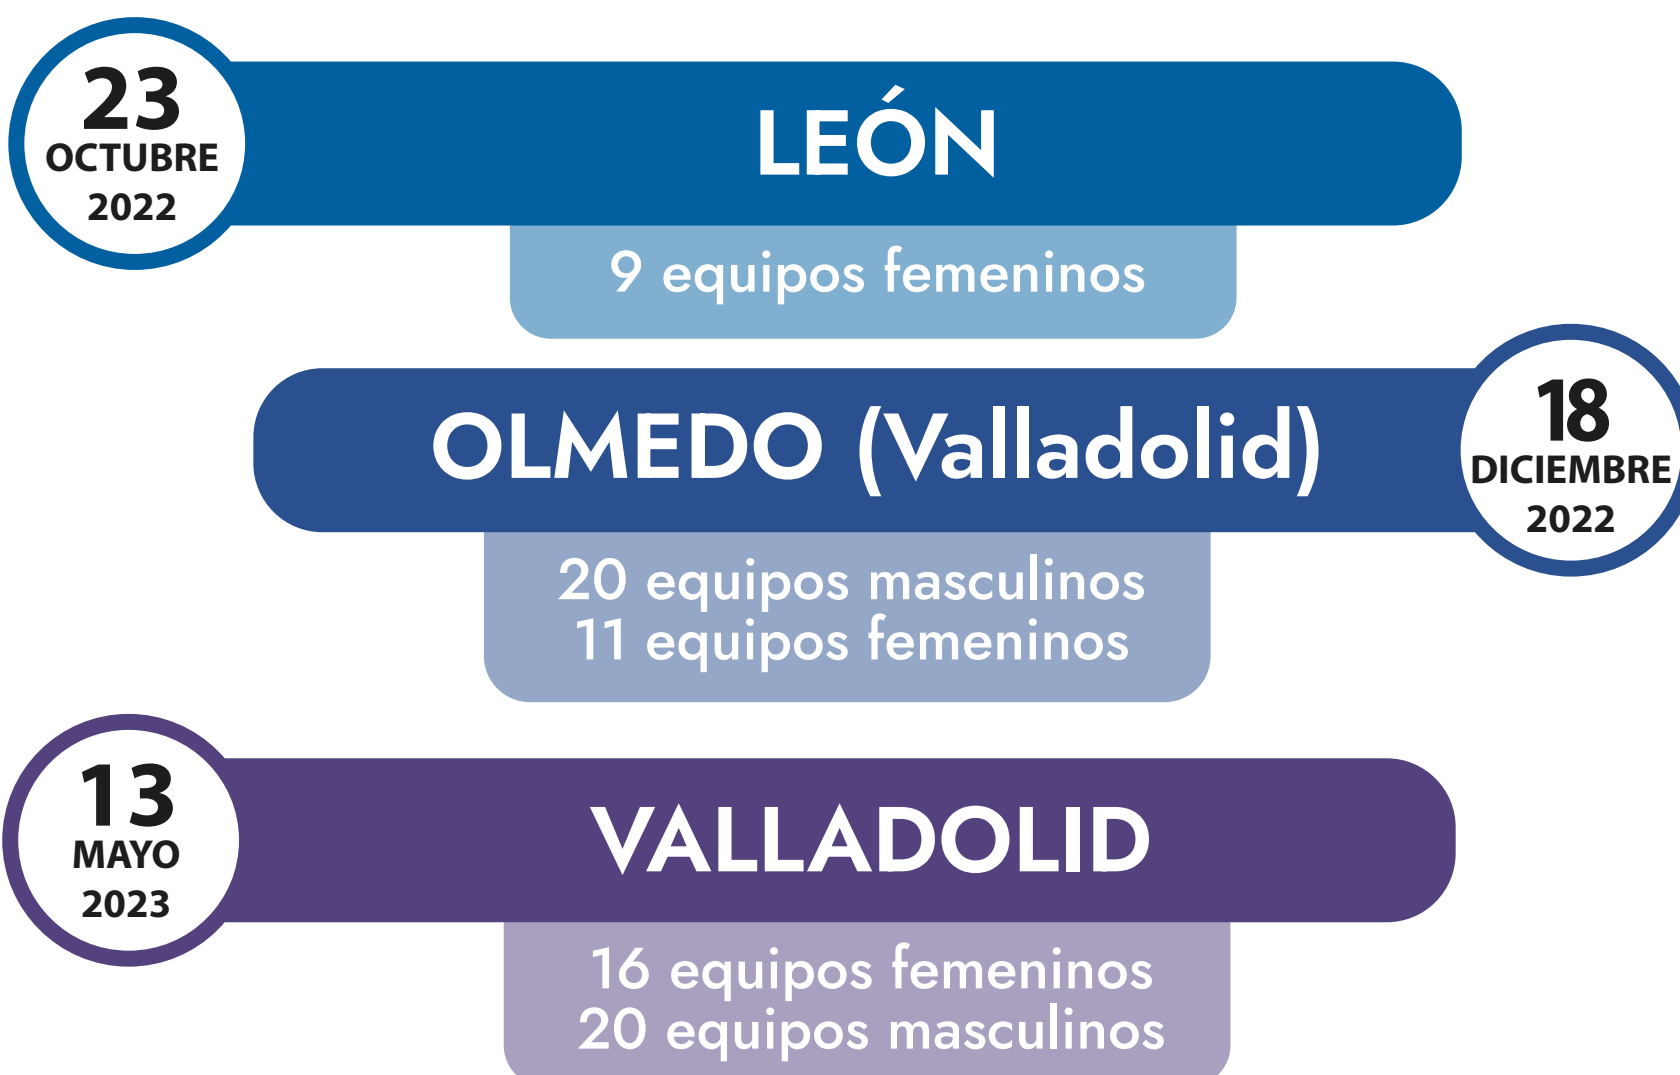 23
OCTUBRE
2022
LEÓN
9 equipos femeninos
OLMEDO (Valladolid)
18
DICIEMBRE
2022
20 equipos masculinos
11 equipos femeninos
13
MAYO
2023
VALLADOLID
16 equipos femeninos
20 equipos masculinos